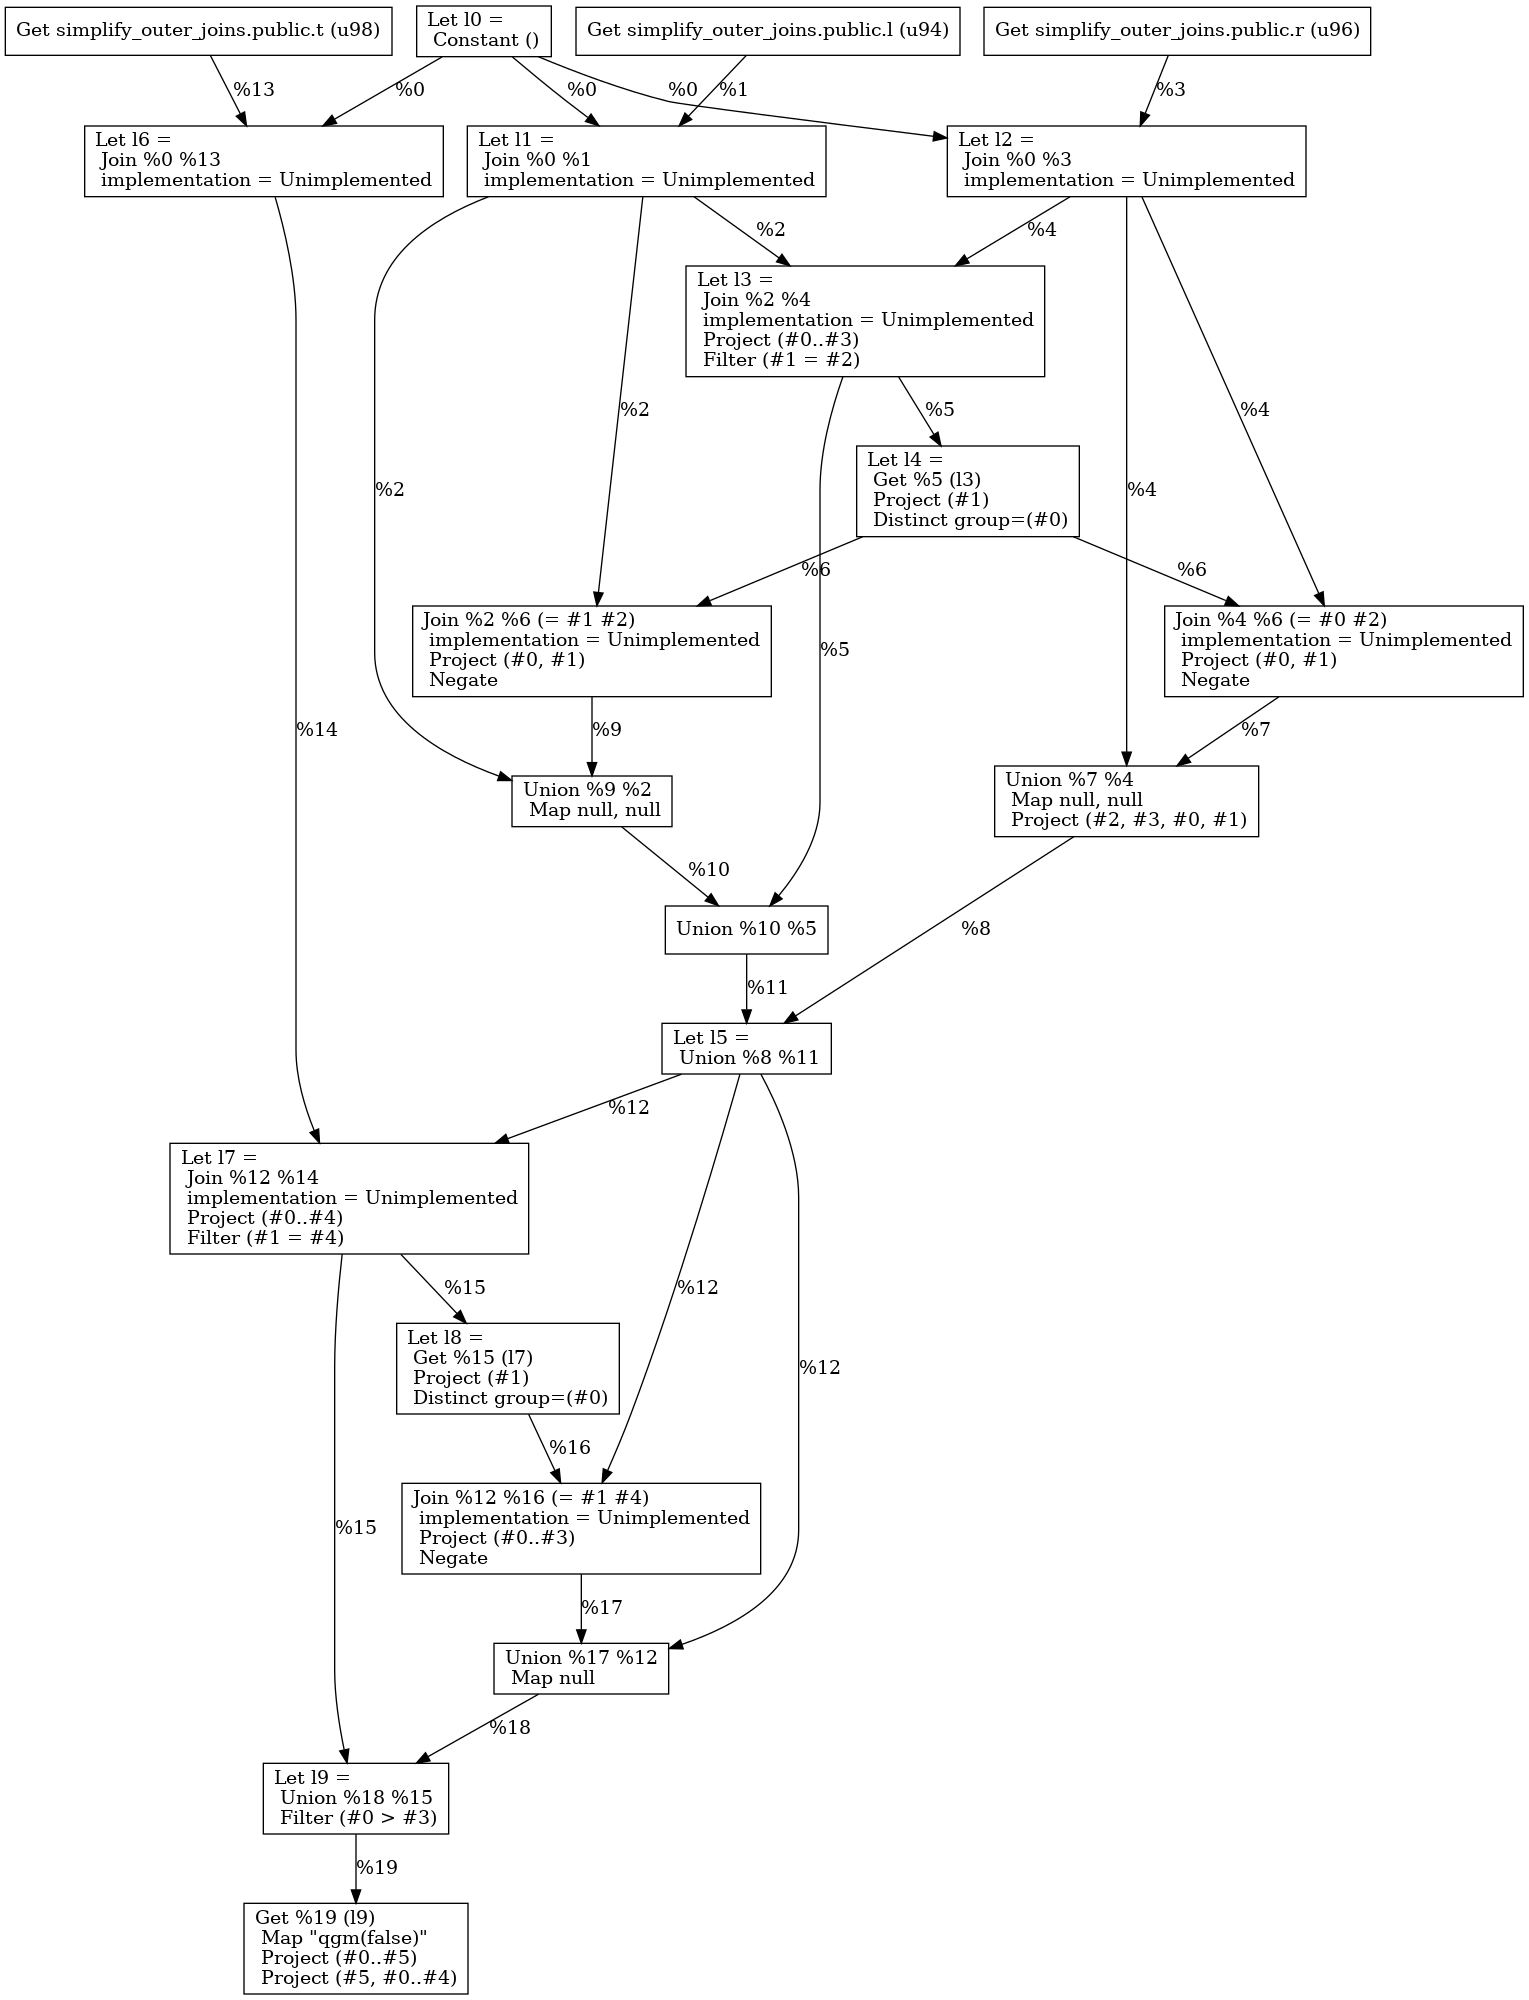 Get simplify_outer_joins.public.t (u98)
Let l0 =
Constant ()
Get simplify_outer_joins.public.l (u94)
Get simplify_outer_joins.public.r (u96)
%13
%0
%0
%0
%1
%3
Let l6 =
Join %0 %13
implementation = Unimplemented
Let l1 =
Join %0 %1
implementation = Unimplemented
Let l2 =
Join %0 %3
implementation = Unimplemented
%2
%4
Let l3 =
Join %2 %4
implementation = Unimplemented
Project (#0..#3)
Filter (#1 = #2)
%2
%5
%4
Let l4 =
Get %5 (l3)
Project (#1)
Distinct group=(#0)
%2
%4
%6
%6
Join %2 %6 (= #1 #2)
implementation = Unimplemented
Project (#0, #1)
Negate
%5
Join %4 %6 (= #0 #2)
implementation = Unimplemented
Project (#0, #1)
Negate
%14
%9
%7
Union %9 %2
Map null, null
Union %7 %4
Map null, null
Project (#2, #3, #0, #1)
%10
Union %10 %5
%8
%11
Let l5 =
Union %8 %11
%12
Let l7 =
Join %12 %14
implementation = Unimplemented
Project (#0..#4)
Filter (#1 = #4)
%15
%12
Let l8 =
Get %15 (l7)
Project (#1)
Distinct group=(#0)
%12
%16
Join %12 %16 (= #1 #4)
implementation = Unimplemented
Project (#0..#3)
Negate
%15
%17
Union %17 %12
Map null
%18
Let l9 =
Union %18 %15
Filter (#0 > #3)
%19
Get %19 (l9)
Map "qgm(false)"
Project (#0..#5)
Project (#5, #0..#4)